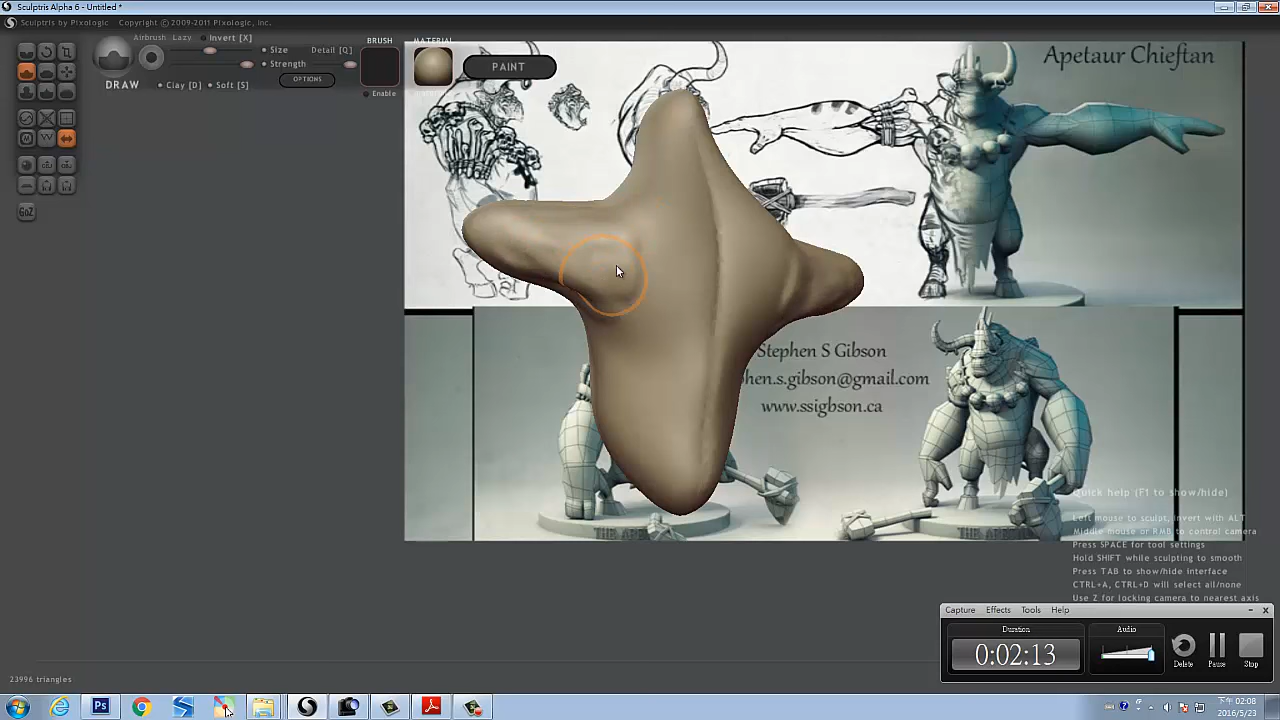 Sculptris Alpha 6 - Untitled *
Sculptris by Pixologic Copyright (c) 2009-2011 Pixologic, Inc.
Airbrush Lazy Invert [X]
Size Detail [Q]
Strength
DRAW Clay [D] Soft [S] OPTIONS
BRUSH
Enable
MATERIAL
PAINT
GoZ
Apetaur Chieftan
Stephen S Gibson
hen.s.gibson@gmail.com
www.ssigbson.ca
Quick help (F1 to show/hide)
Left mouse to sculpt, invert with ALT
Middle mouse or RMB to control camera
Press SPACE for tool settings
Hold SHIFT while sculpting to smooth
Press TAB to show/hide interface
CTRL+A, CTRL+D will select all/none
Use Z for locking camera to nearest axis
Capture Effects Tools Help
Duration Audio
0:02:13
Delete Pause Stop
23996 triangles
下午 02:08
2016/5/23